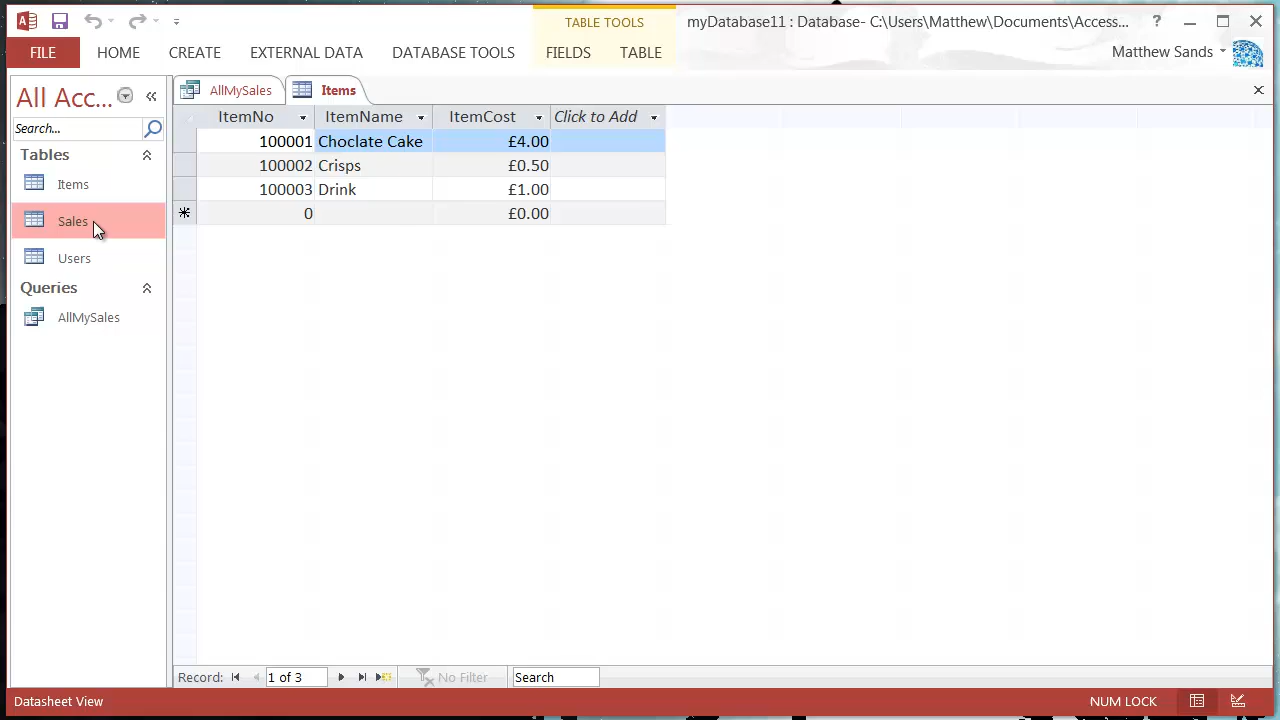 TABLE TOOLS
myDatabase11 : Database- C:\Users\Matthew\Documents\Access...
?
FILE
HOME
CREATE
EXTERNAL DATA
DATABASE TOOLS
FIELDS
TABLE
Matthew Sands
All Acc...
Search...
Tables
Items
Sales
Users
Queries
AllMySales
AllMySales
Items
ItemNo ItemName ItemCost Click to Add
100001 Choclate Cake £4.00
100002 Crisps £0.50
100003 Drink £1.00
* 0 £0.00
Record: 1 of 3 No Filter Search
Datasheet View
NUM LOCK